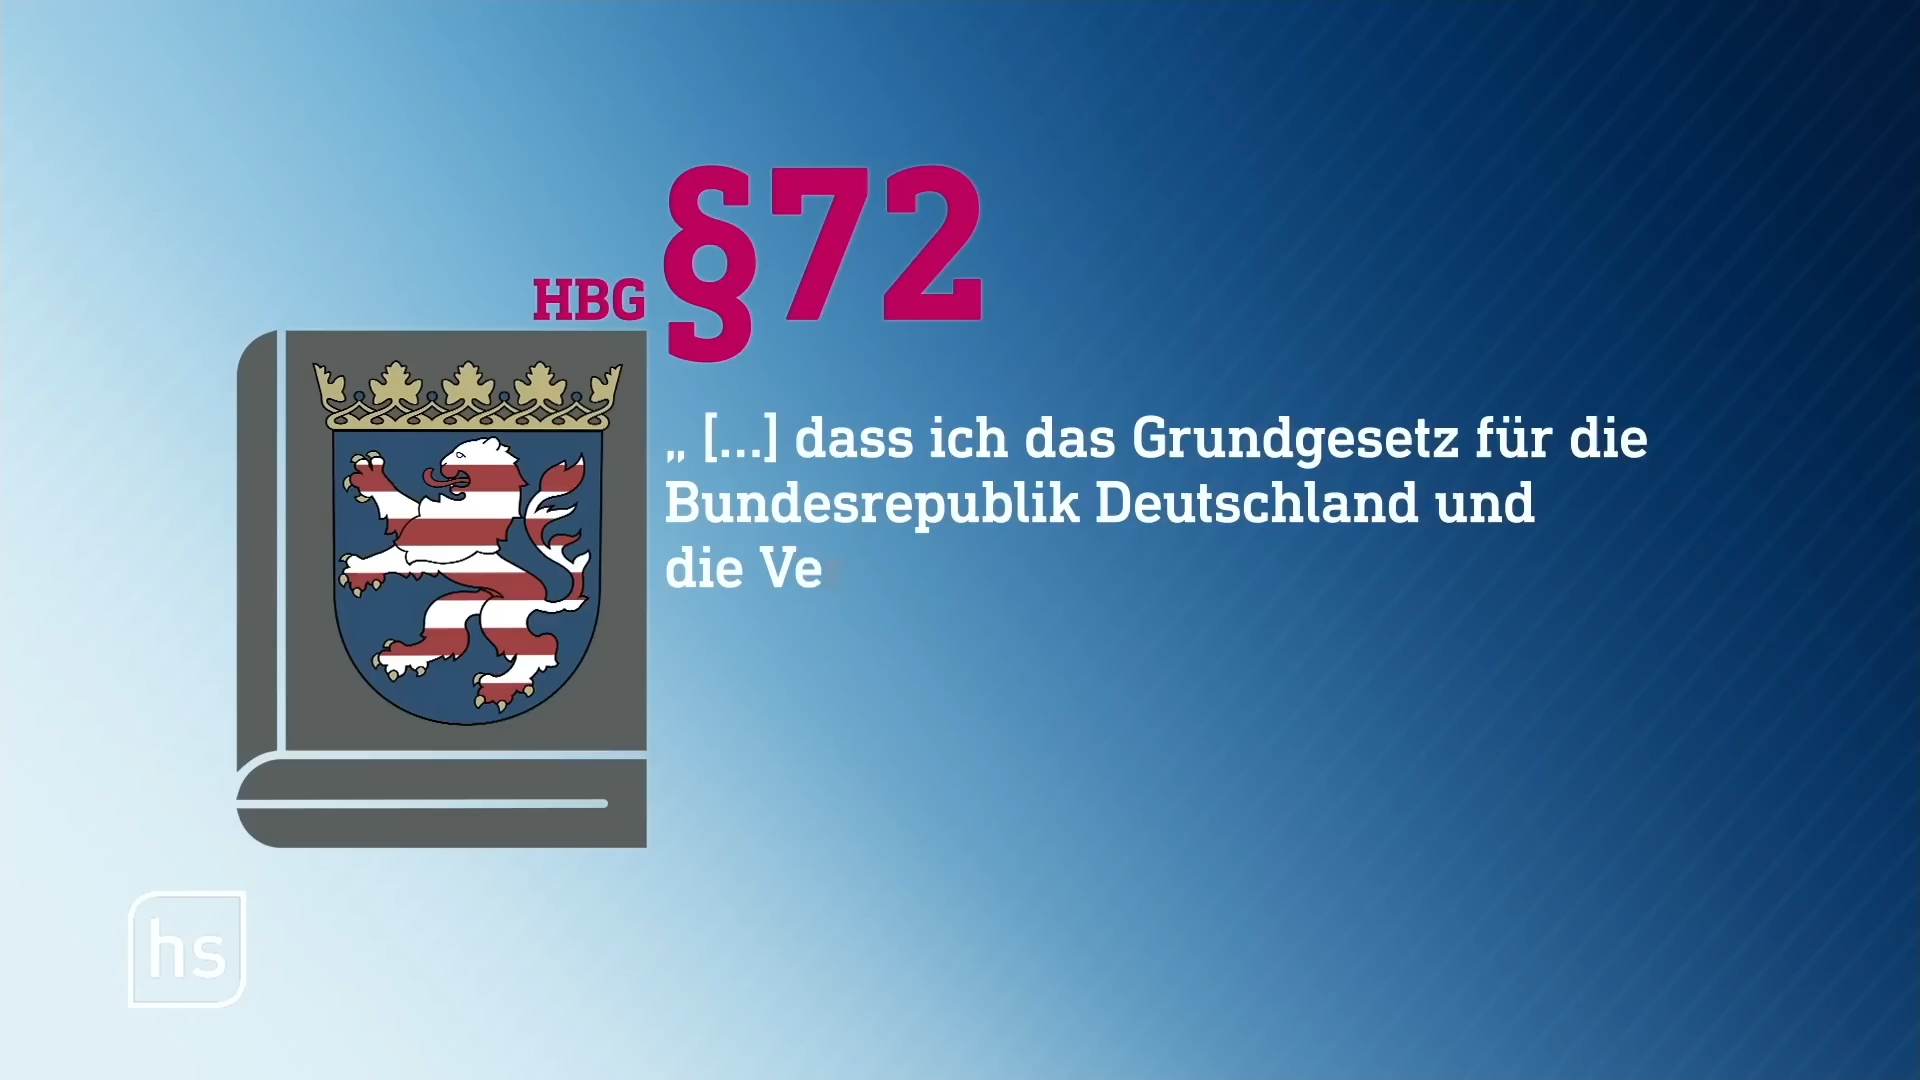 HBG §72
„ [...] dass ich das Grundgesetz für die
Bundesrepublik Deutschland und
die Ve
hs